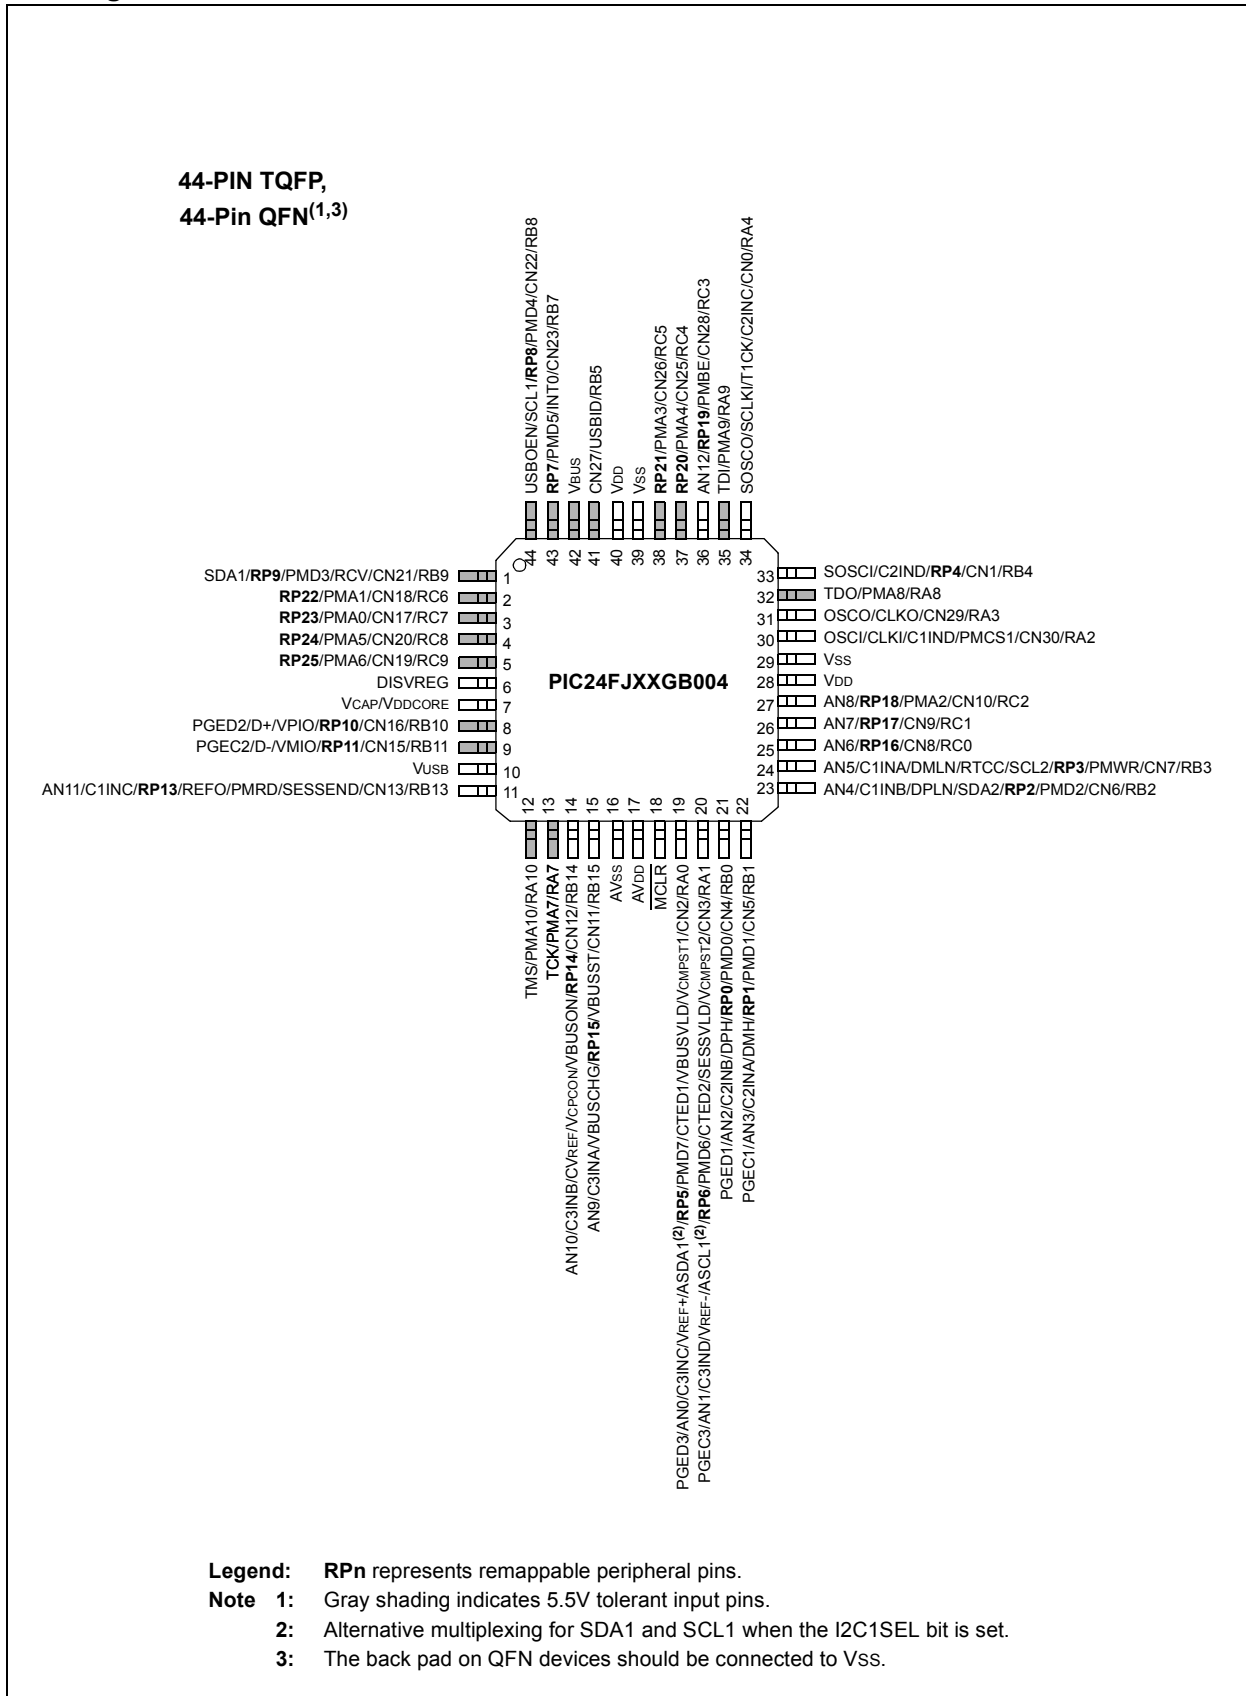 44-PIN TQFP,
44-Pin QFN(1,3)
USBOEN/SCL1/RP8/PMD4/CN22/RB8
RP7/PMD5/INT0/CN23/RB7
VBUS
CN27/USBID/RB5
VDD
VSS
RP21/PMA3/CN26/RC5
RP20/PMA4/CN25/RC4
AN12/RP19/PMBE/CN28/RC3
TDI/PMA9/RA9
SOSCO/SCLKI/T1CK/C2INC/CN0/RA4
44 43 42 41 40 39 38 37 36 35 34
SDA1/RP9/PMD3/RCV/CN21/RB9 1
RP22/PMA1/CN18/RC6 2
RP23/PMA0/CN17/RC7 3
RP24/PMA5/CN20/RC8 4
RP25/PMA6/CN19/RC9 5
DISVREG 6
VCAP/VDDCORE 7
PGED2/D+/VPIO/RP10/CN16/RB10 8
PGEC2/D-/VMIO/RP11/CN15/RB11 9
VUSB 10
AN11/C1INC/RP13/REFO/PMRD/SESSEND/CN13/RB13 11
PIC24FJXXGB004
33 SOSCI/C2IND/RP4/CN1/RB4
32 TDO/PMA8/RA8
31 OSCO/CLKO/CN29/RA3
30 OSCI/CLKI/C1IND/PMCS1/CN30/RA2
29 VSS
28 VDD
27 AN8/RP18/PMA2/CN10/RC2
26 AN7/RP17/CN9/RC1
25 AN6/RP16/CN8/RC0
24 AN5/C1INA/DMLN/RTCC/SCL2/RP3/PMWR/CN7/RB3
23 AN4/C1INB/DPLN/SDA2/RP2/PMD2/CN6/RB2
12 13 14 15 16 17 18 19 20 21 22
TMS/PMA10/RA10
TCK/PMA7/RA7
AN10/C3INB/CVREF/VCPCON/VBUSON/RP14/CN12/RB14
AN9/C3INA/VBUSCHG/RP15/VBUSST/CN11/RB15
AVSS
AVDD
MCLR
PGED3/AN0/C3INC/VREF+/ASDA1(2)/RP5/PMD7/CTED1/VBUSVLD/VCMPST1/CN2/RA0
PGEC3/AN1/C3IND/VREF-/ASCL1(2)/RP6/PMD6/CTED2/SESSVLD/VCMPST2/CN3/RA1
PGED1/AN2/C2INB/DPH/RP0/PMD0/CN4/RB0
PGEC1/AN3/C2INA/DMH/RP1/PMD1/CN5/RB1
Legend: RPn represents remappable peripheral pins.
Note 1: Gray shading indicates 5.5V tolerant input pins.
2: Alternative multiplexing for SDA1 and SCL1 when the I2C1SEL bit is set.
3: The back pad on QFN devices should be connected to VSS.